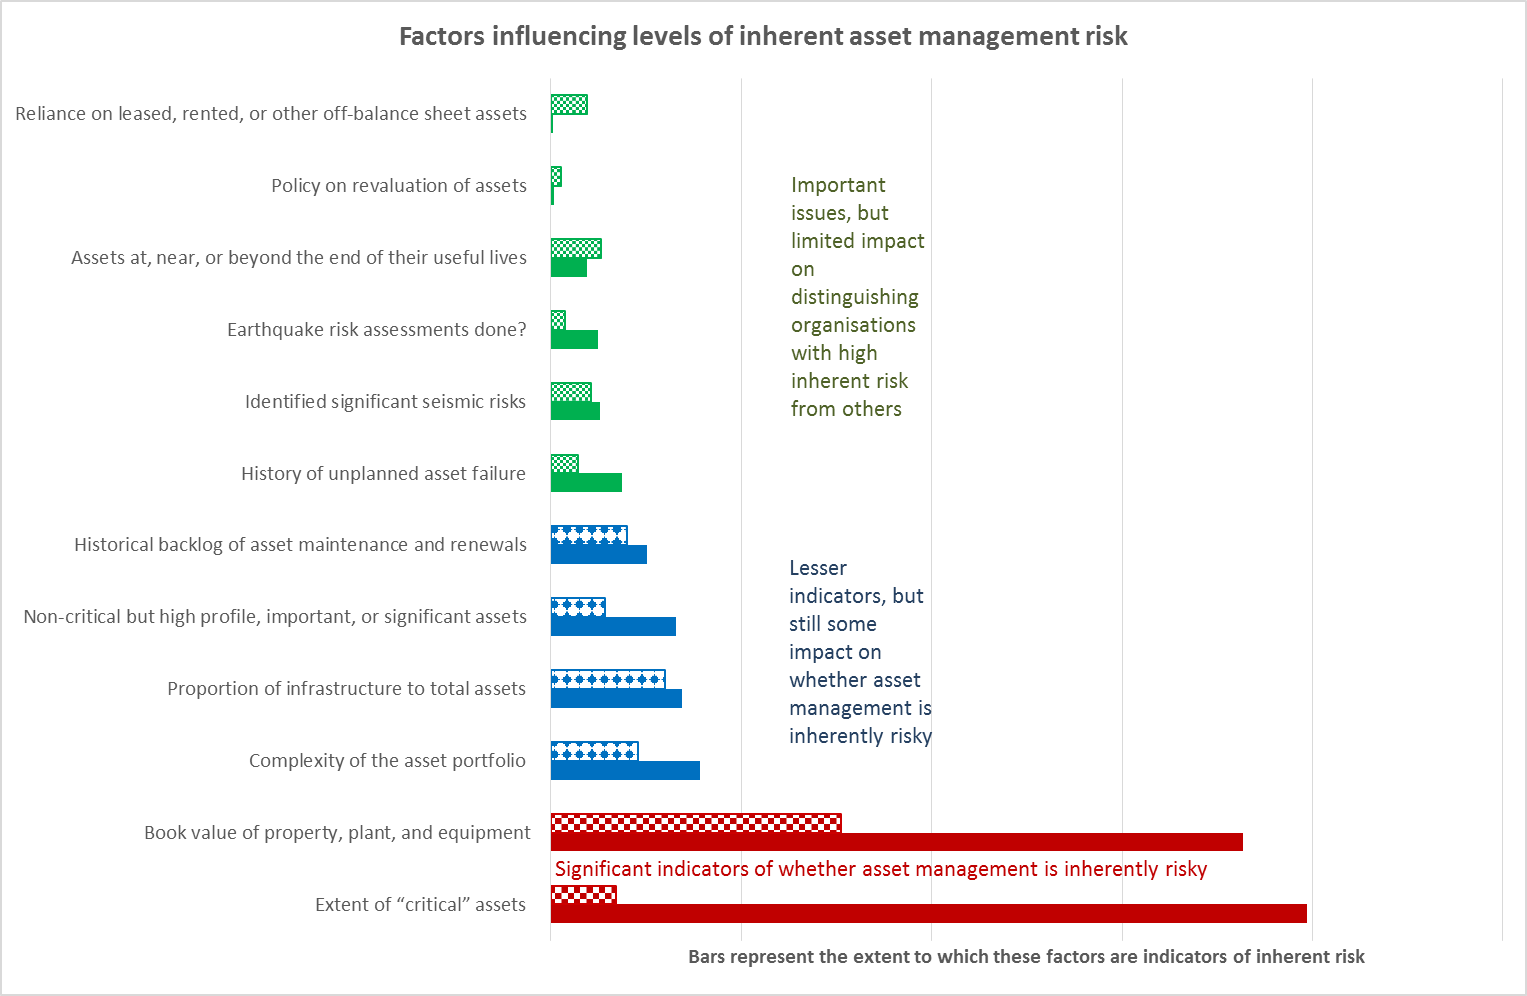 Factors influencing levels of inherent asset management risk
Reliance on leased, rented, or other off-balance sheet assets
Policy on revaluation of assets
Assets at, near, or beyond the end of their useful lives
Earthquake risk assessments done?
Identified significant seismic risks
History of unplanned asset failure
Important
issues, but
limited impact
on
distinguishing
organisations
with high
inherent risk
from others
Historical backlog of asset maintenance and renewals
Non-critical but high profile, important, or significant assets
Proportion of infrastructure to total assets
Complexity of the asset portfolio
Lesser
indicators, but
still some
impact on
whether asset
management is
inherently risky
Book value of property, plant, and equipment
Significant indicators of whether asset management is inherently risky
Extent of “critical” assets
Bars represent the extent to which these factors are indicators of inherent risk